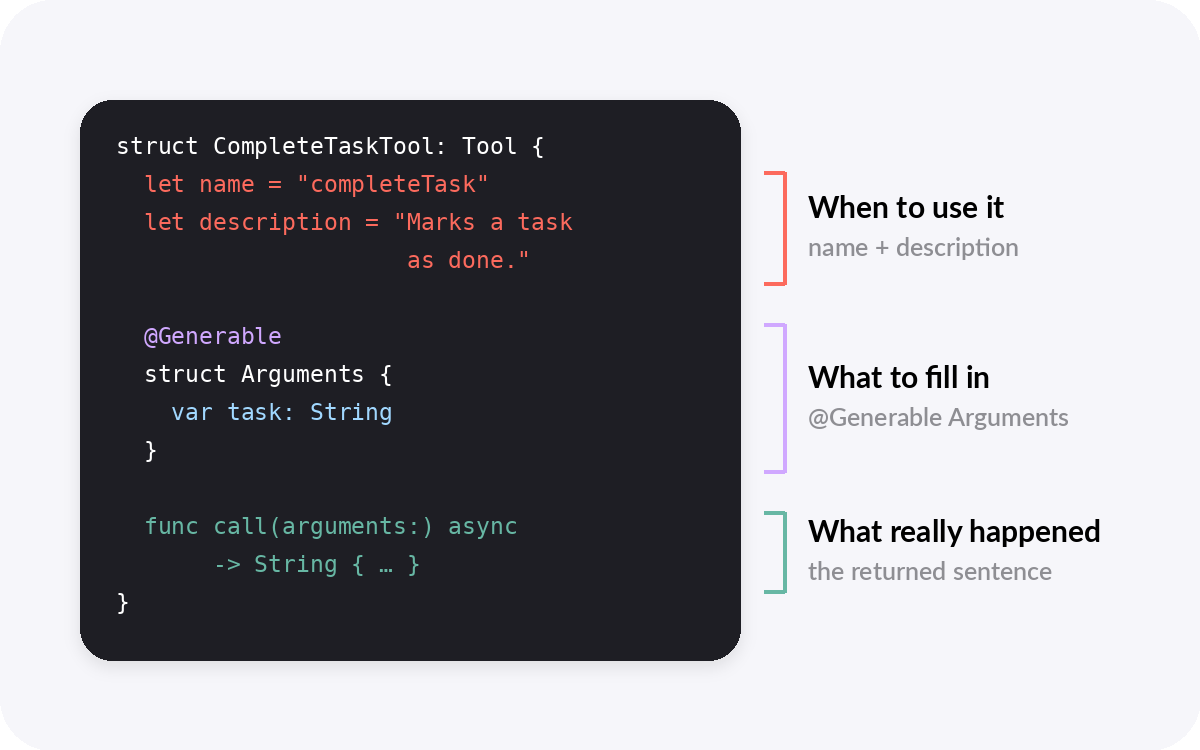 struct CompleteTaskTool: Tool {
let name = "completeTask"
let description = "Marks a task
as done."
@Generable
struct Arguments {
var task: String
}
func call(arguments:) async
-> String { … }
}
When to use it
name + description
What to fill in
@Generable Arguments
What really happened
the returned sentence